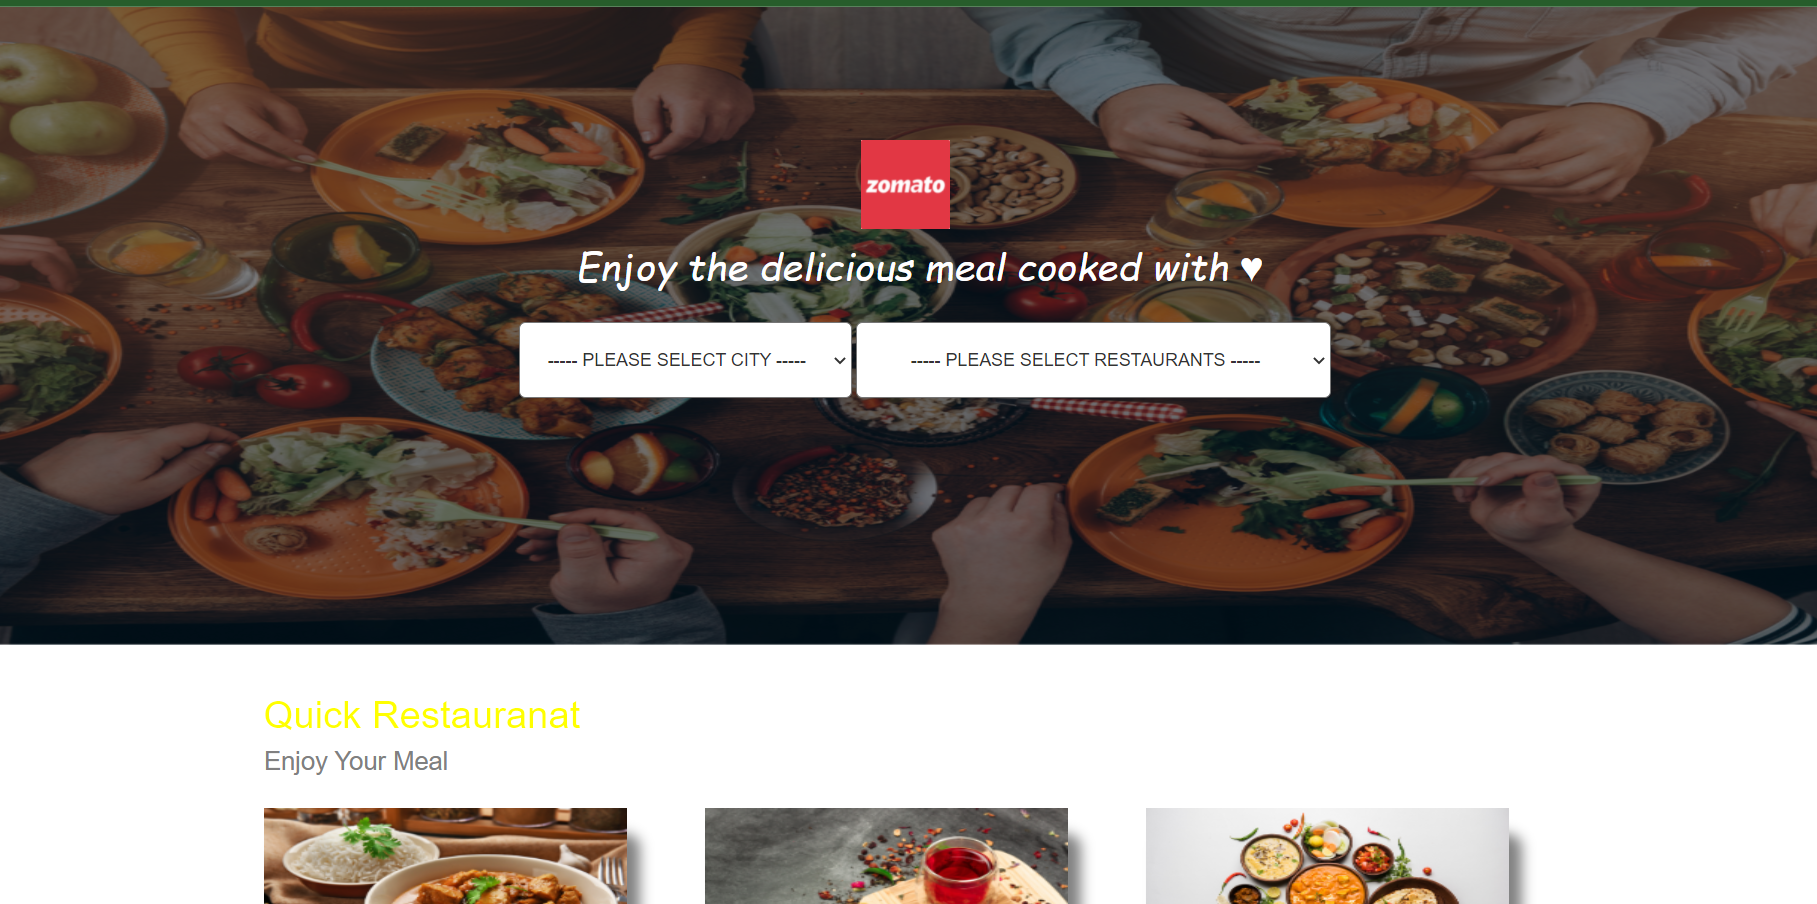 zomato
Enjoy the delicious meal cooked with ♥
----- PLEASE SELECT CITY ----- ----- PLEASE SELECT RESTAURANTS -----
Quick Restauranat
Enjoy Your Meal